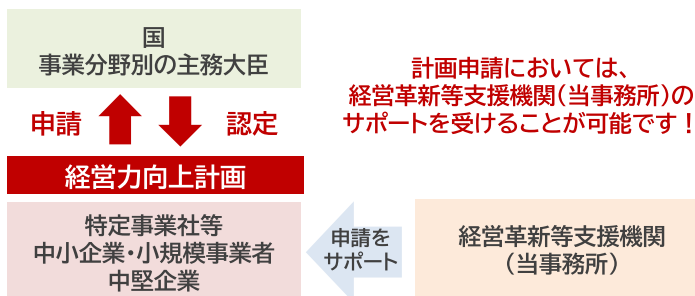 国
事業分野別の主務大臣
申請
認定
計画申請においては、
経営革新等支援機関（当事務所）の
サポートを受けることが可能です！
経営力向上計画
特定事業社等
中小企業・小規模事業者
中堅企業
申請を
サポート
経営革新等支援機関
（当事務所）